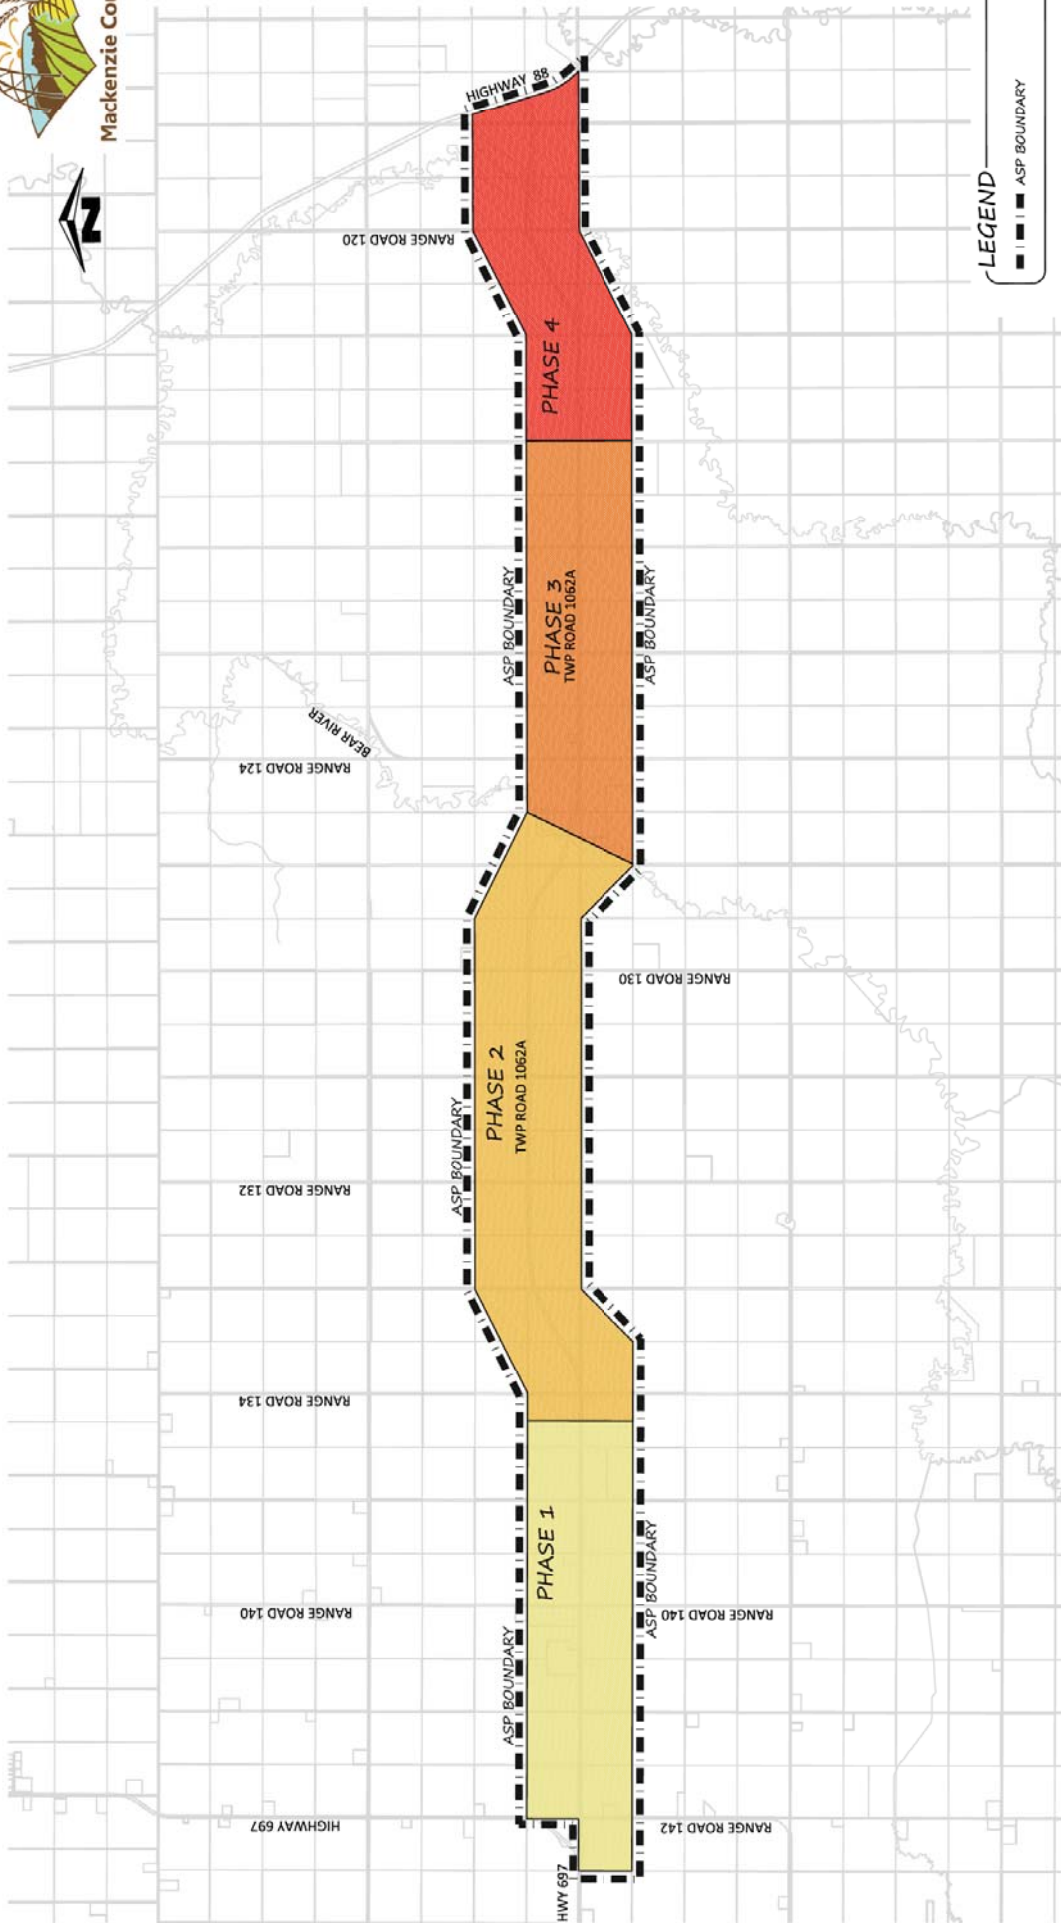 Mackenzie Co
N
HIGHWAY 88
RANGE ROAD 120
PHASE 4
LEGEND
ASP BOUNDARY
ASP BOUNDARY
PHASE 3
TWP ROAD 1062A
ASP BOUNDARY
BEAR RIVER
RANGE ROAD 124
RANGE ROAD 130
PHASE 2
TWP ROAD 1062A
ASP BOUNDARY
RANGE ROAD 132
RANGE ROAD 134
PHASE 1
RANGE ROAD 140
ASP BOUNDARY
RANGE ROAD 140
ASP BOUNDARY
HIGHWAY 697
RANGE ROAD 142
HWY 697